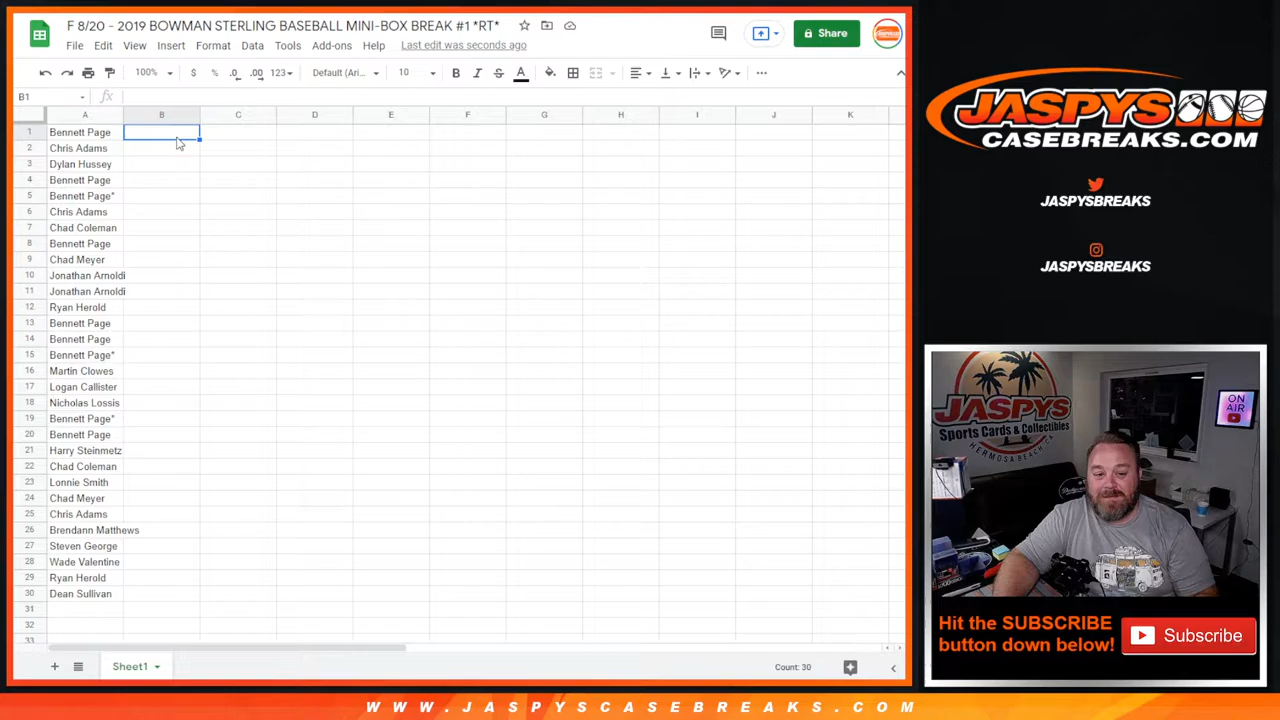 F 8/20 - 2019 BOWMAN STERLING BASEBALL MINI-BOX BREAK #1 *RT*
File Edit View Insert Format Data Tools Add-ons Help Last edit was seconds ago
Share
100% $ % .0 .00 123 Default (Ari... 10 B I S A
B1 fx
A B C D E F G H I J K
1 Bennett Page
2 Chris Adams
3 Dylan Hussey
4 Bennett Page
5 Bennett Page*
6 Chris Adams
7 Chad Coleman
8 Bennett Page
9 Chad Meyer
10 Jonathan Arnoldi
11 Jonathan Arnoldi
12 Ryan Herold
13 Bennett Page
14 Bennett Page
15 Bennett Page*
16 Martin Clowes
17 Logan Callister
18 Nicholas Lossis
19 Bennett Page*
20 Bennett Page
21 Harry Steinmetz
22 Chad Coleman
23 Lonnie Smith
24 Chad Meyer
25 Chris Adams
26 Brendann Matthews
27 Steven George
28 Wade Valentine
29 Ryan Herold
30 Dean Sullivan
31
32
33
Sheet1
Count: 30
JASPYS
CASEBREAKS.COM
JASPYSBREAKS
JASPYSBREAKS
JASPYS
Sports Cards & Collectibles
HERMOSA BEACH, CA
ON
AIR
Hit the SUBSCRIBE
button down below!
Subscribe
WWW.JASPYSCASEBREAKS.COM